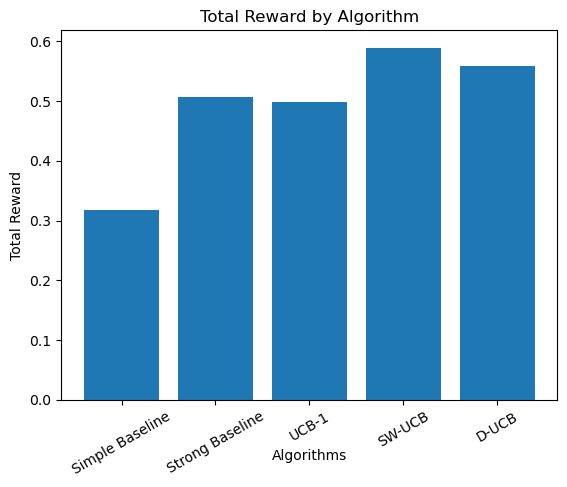 Total Reward by Algorithm
Total Reward
0.6
0.5
0.4
0.3
0.2
0.1
0.0
Simple Baseline
Strong Baseline
UCB-1
SW-UCB
D-UCB
Algorithms